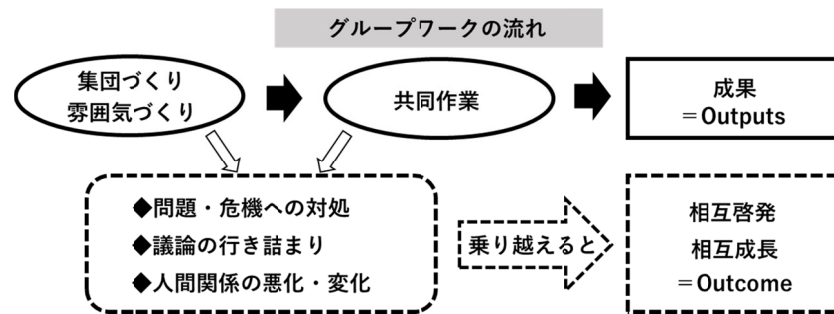 グループワークの流れ
集団づくり
雰囲気づくり
共同作業
成果
＝Outputs
◆問題・危機への対処
◆議論の行き詰まり
◆人間関係の悪化・変化
乗り越えると
相互啓発
相互成長
＝Outcome